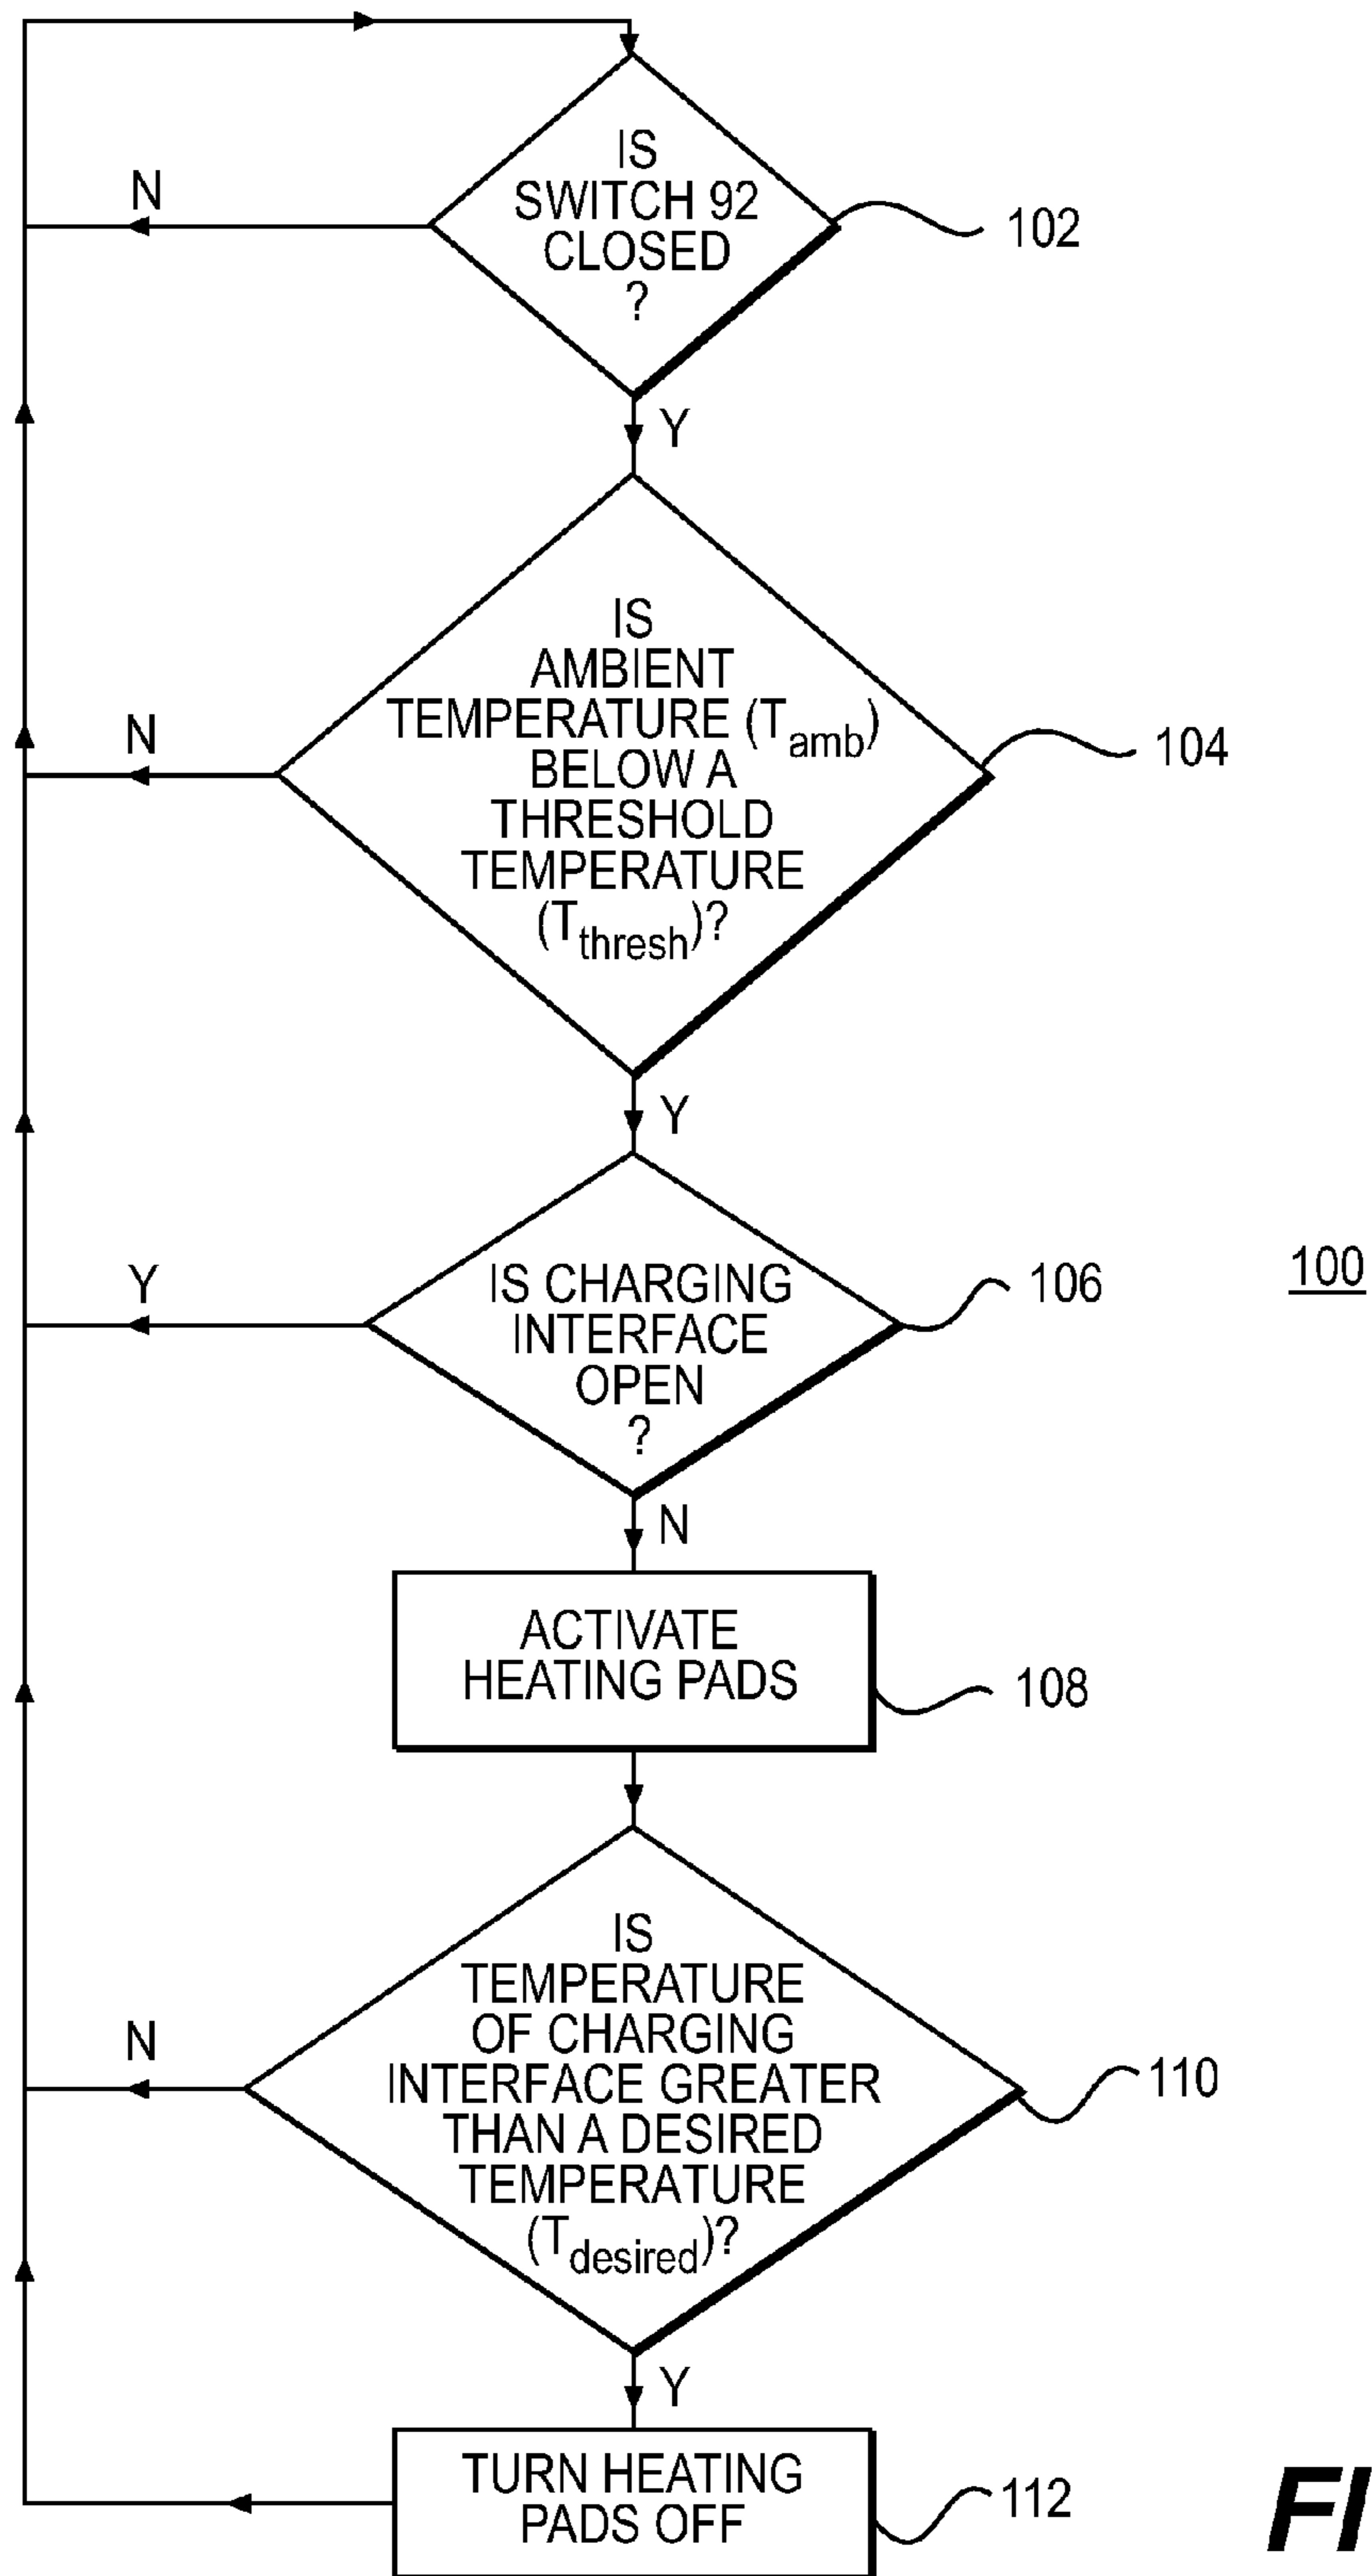 IS
SWITCH 92
CLOSED
?
N
102
Y
IS
AMBIENT
TEMPERATURE (Tamb)
BELOW A
THRESHOLD
TEMPERATURE
(Tthresh)?
N
104
Y
IS CHARGING
INTERFACE
OPEN
?
Y
106
100
N
ACTIVATE
HEATING PADS
108
IS
TEMPERATURE
OF CHARGING
INTERFACE GREATER
THAN A DESIRED
TEMPERATURE
(Tdesired)?
N
110
Y
TURN HEATING
PADS OFF
112
FI